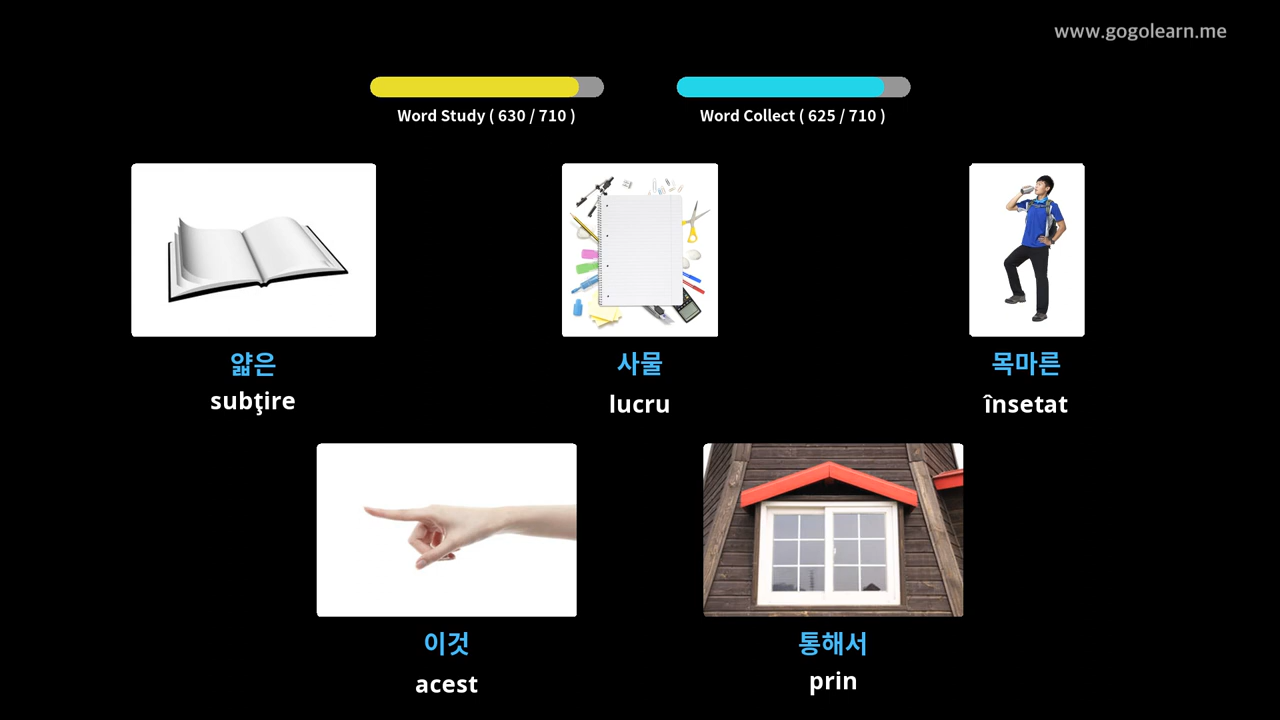 www.gogolearn.me
Word Study ( 630 / 710 )
Word Collect ( 625 / 710 )
얇은
subţire
사물
lucru
목마른
însetat
이것
acest
통해서
prin